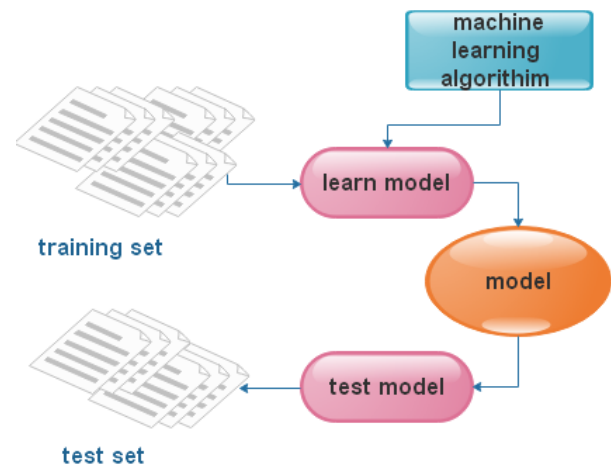 machine
learning
algorithim
learn model
training set
model
test model
test set